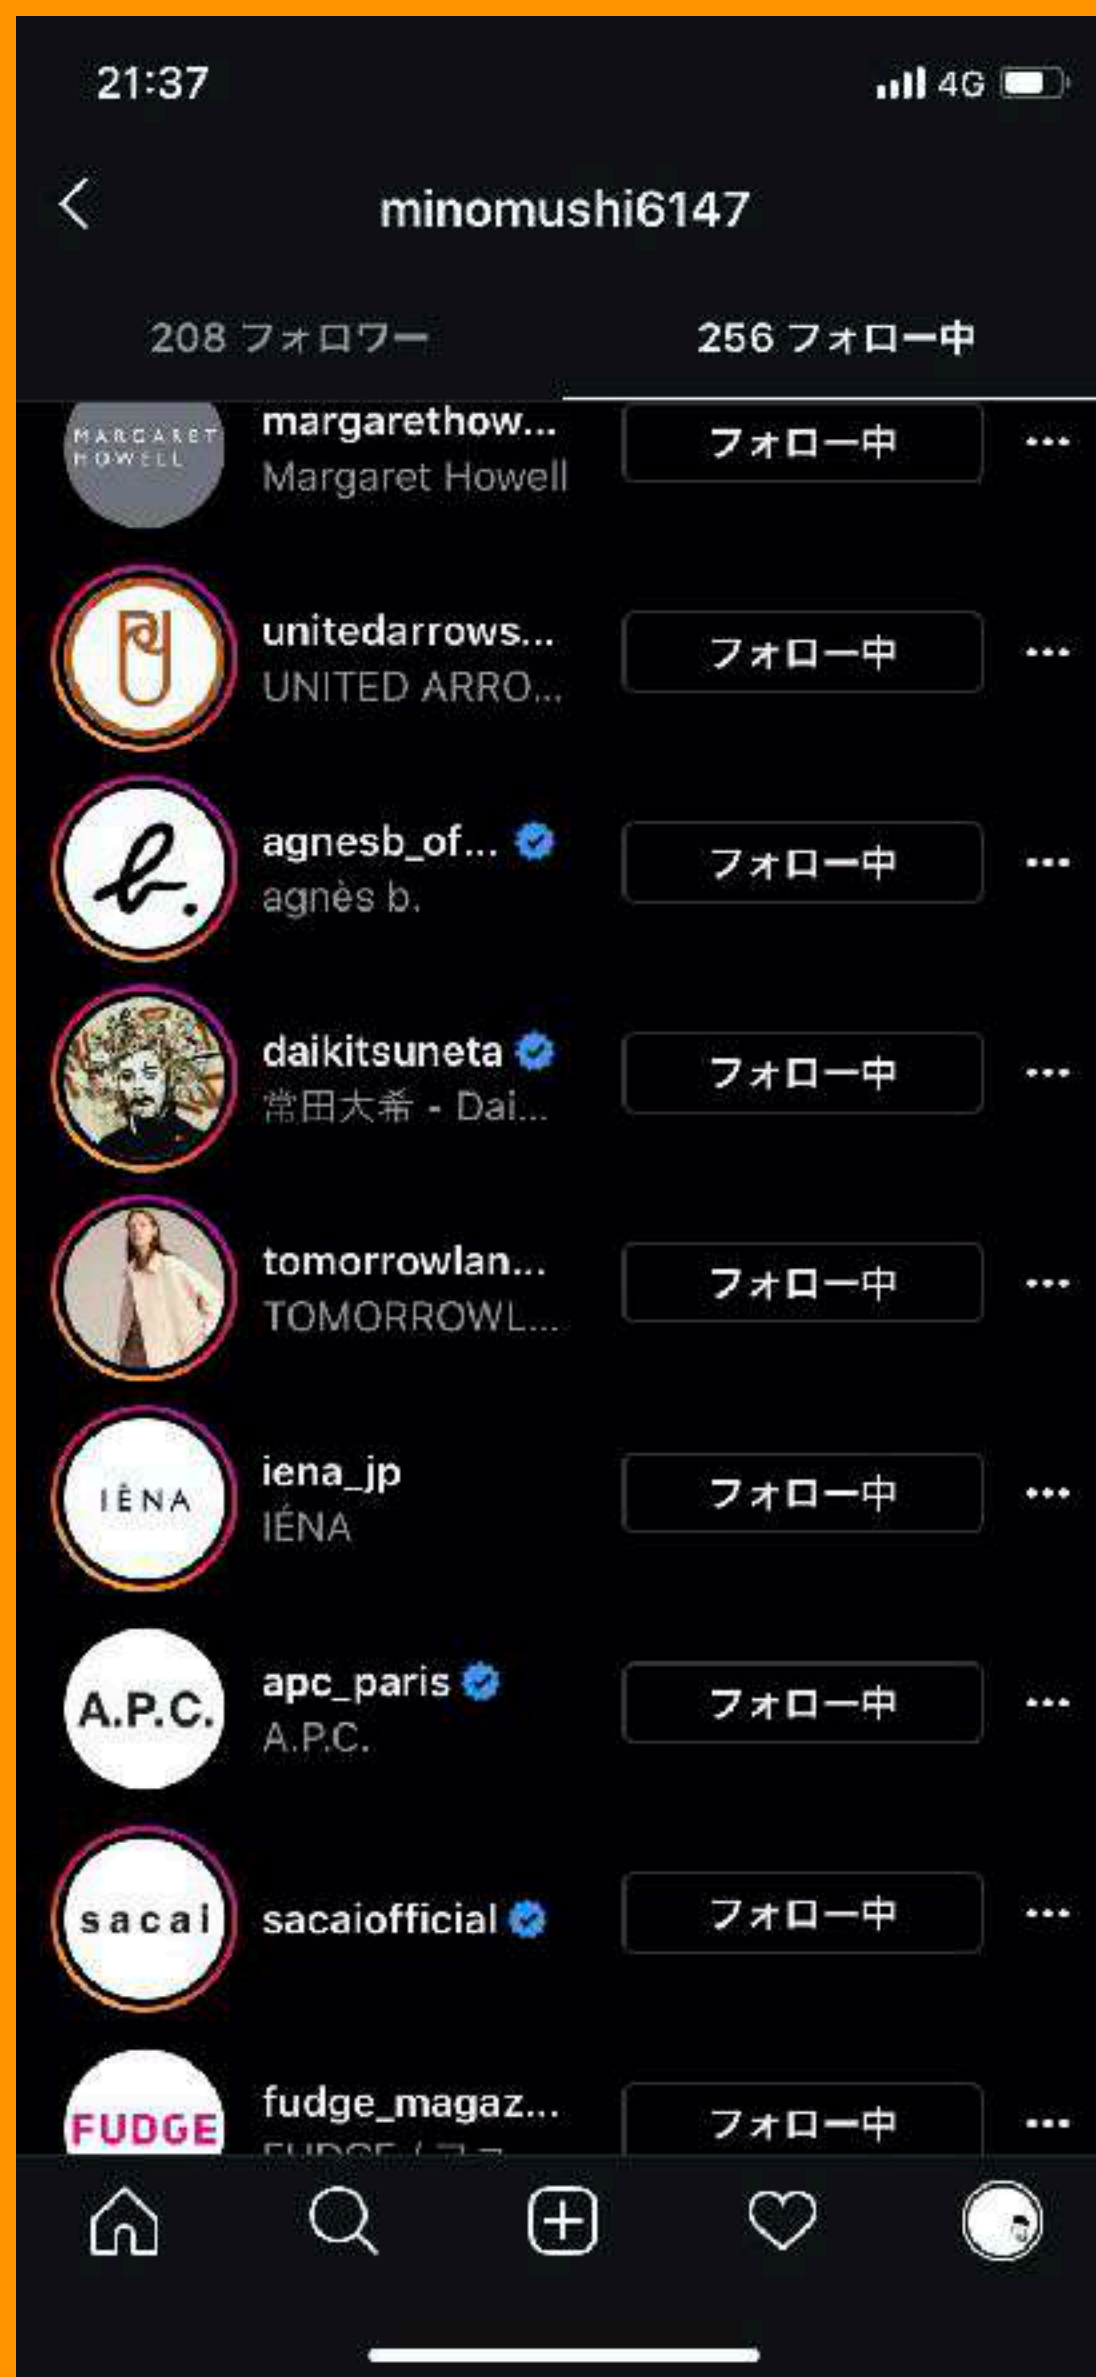 21:37
4G
minomushi6147
208 フォロワー
256 フォロー中
MARGARET
HOWELL
margarethow...
Margaret Howell
フォロー中
unitedarrows...
UNITED ARRO...
フォロー中
b.
agnesb_of...
agnès b.
フォロー中
daikitsuneta
常田大希 - Dai...
フォロー中
tomorrowlan...
TOMORROWL...
フォロー中
IÉNA
iena_jp
IÉNA
フォロー中
A.P.C.
apc_paris
A.P.C.
フォロー中
sacai
sacaiofficial
フォロー中
FUDGE
fudge_magaz...
FUDGE / ファ
フォロー中